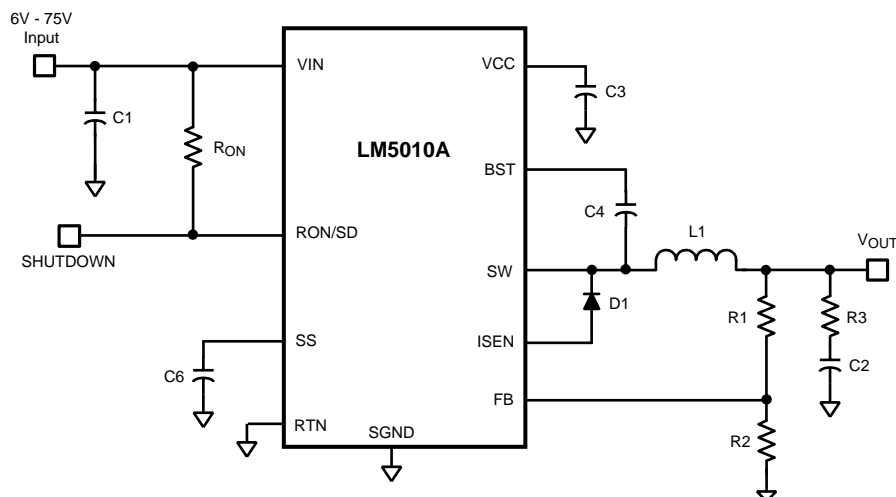 6V - 75V
Input
VIN
VCC
C3
C1
RON
LM5010A
BST
C4
L1
VOUT
SHUTDOWN
RON/SD
SW
D1
R1
R3
ISEN
C2
SS
C6
FB
RTN
SGND
R2